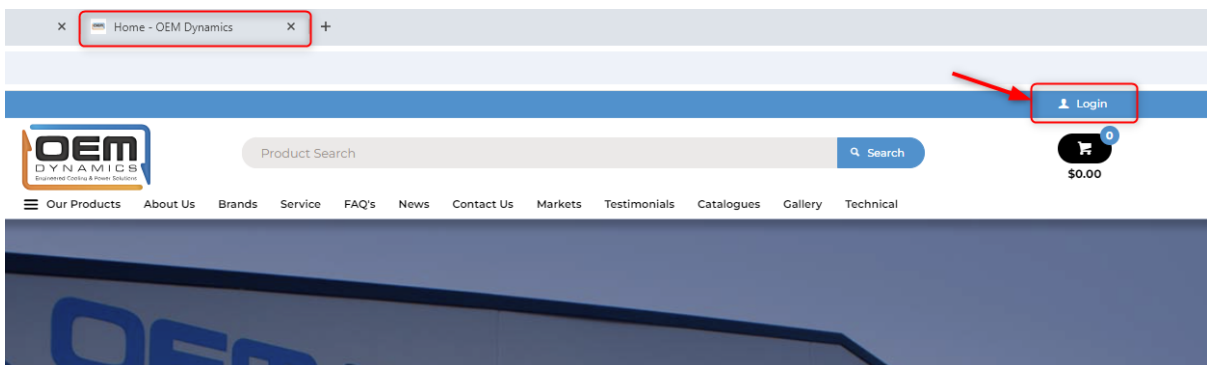 Home - OEM Dynamics
Login
OEM
DYNAMICS
Engineered Cooling & Power Solutions
Product Search
Search
0
$0.00
Our Products About Us Brands Service FAQ's News Contact Us Markets Testimonials Catalogues Gallery Technical
OEM